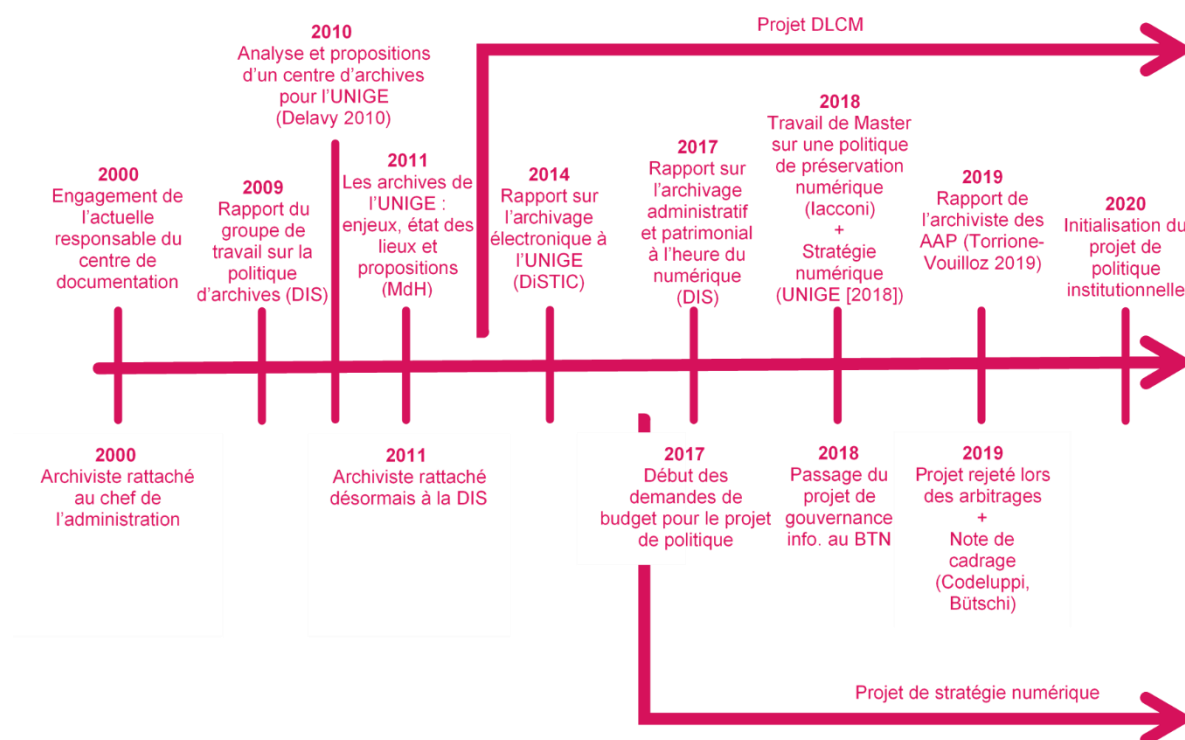 Projet DLCM
2010
Analyse et propositions
d'un centre d'archives
pour l'UNIGE
(Delavy 2010)
2000
Engagement de
l'actuelle
responsable du
centre de
documentation
2009
Rapport du
groupe de
travail sur la
politique
d'archives (DIS)
2011
Les archives de
l'UNIGE :
enjeux, état des
lieux et
propositions
(MdH)
2014
Rapport sur
l'archivage
électronique à
l'UNIGE
(DiSTIC)
2017
Rapport sur
l'archivage
administratif
et patrimonial
à l'heure du
numérique
(DIS)
2018
Travail de Master
sur une politique
de préservation
numérique
(Iacconi)
+
Stratégie
numérique
(UNIGE [2018])
2019
Rapport de
l'archiviste des
AAP (Torrione-
Vouilloz 2019)
2020
Initialisation du
projet de
politique
institutionnelle
2000
Archiviste rattaché
au chef de
l'administration
2011
Archiviste rattaché
désormais à la DIS
2017
Début des
demandes de
budget pour le projet
de politique
2018
Passage du
projet de
gouvernance
info. au BTN
2019
Projet rejeté lors
des arbitrages
+
Note de
cadrage
(Codeluppi,
Bütschi)
Projet de stratégie numérique